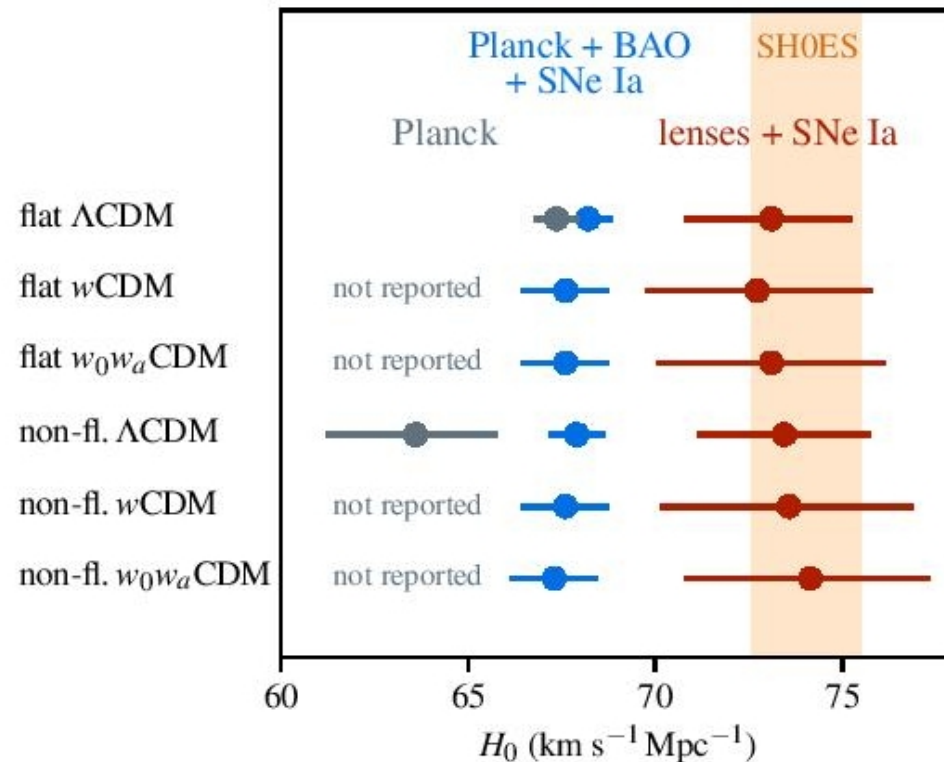 Planck + BAO
+ SNe Ia
SH0ES
Planck
lenses + SNe Ia
flat ΛCDM
flat wCDM
not reported
flat w₀wₐCDM
not reported
non-fl. ΛCDM
non-fl. wCDM
not reported
non-fl. w₀wₐCDM
not reported
60 65 70 75
H₀ (km s⁻¹ Mpc⁻¹)